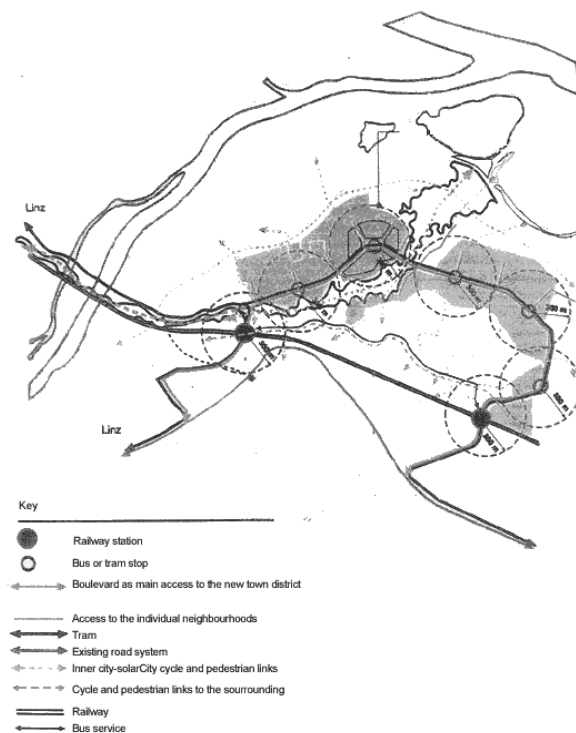 Linz
Linz
300 m
Key
Railway station
Bus or tram stop
Boulevard as main access to the new town district
Access to the individual neighbourhoods
Tram
Existing road system
Inner city-solarCity cycle and pedestrian links
Cycle and pedestrian links to the sourrounding
Railway
Bus service